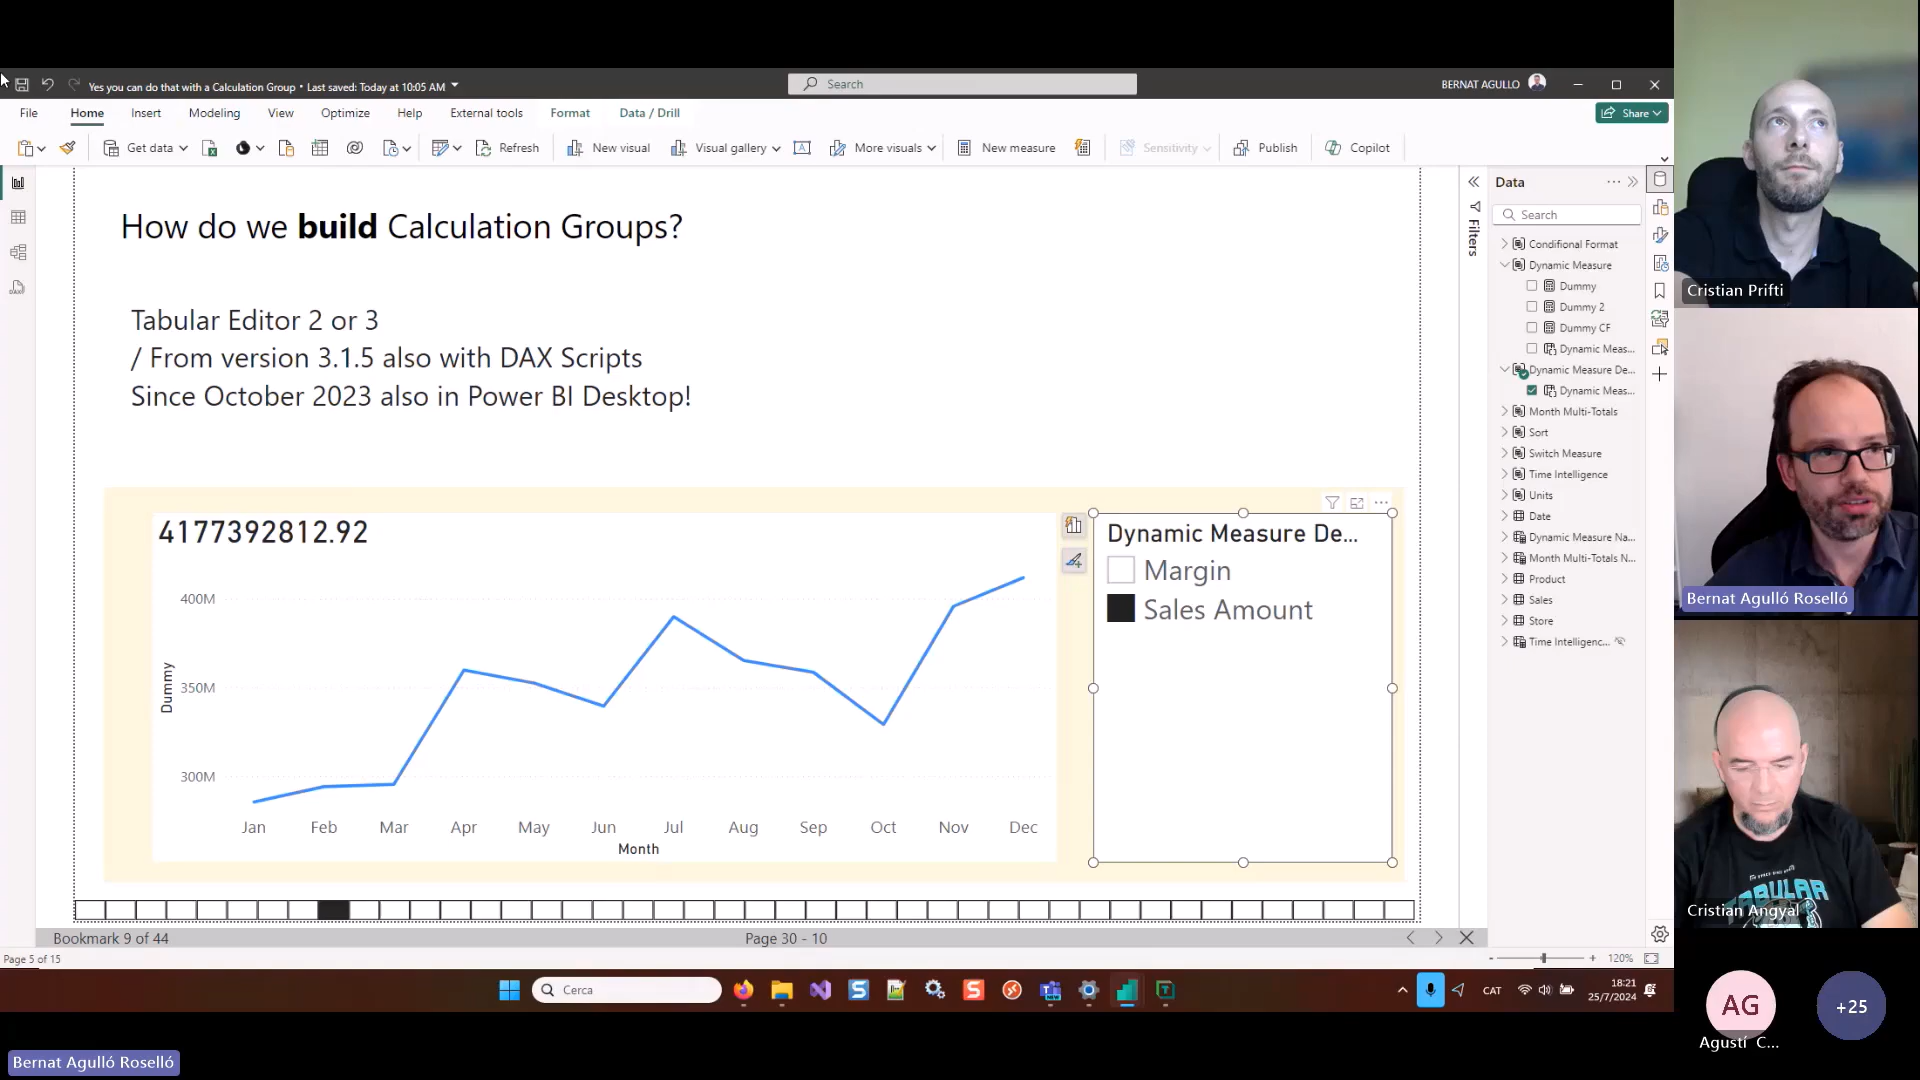 Yes you can do that with a Calculation Group • Last saved: Today at 10:05 AM
Search
BERNAT AGULLO
File
Home
Insert
Modeling
View
Optimize
Help
External tools
Format
Data / Drill
Share
Get data
Refresh
New visual
Visual gallery
More visuals
New measure
Sensitivity
Publish
Copilot
How do we build Calculation Groups?
Tabular Editor 2 or 3
/ From version 3.1.5 also with DAX Scripts
Since October 2023 also in Power BI Desktop!
4177392812.92
400M
350M
300M
Dummy
Jan
Feb
Mar
Apr
May
Jun
Jul
Aug
Sep
Oct
Nov
Dec
Month
Dynamic Measure De...
Margin
Sales Amount
Filters
Data
Search
Conditional Format
Dynamic Measure
Dummy
Dummy 2
Dummy CF
Dynamic Meas...
Dynamic Measure De...
Dynamic Meas...
Month Multi-Totals
Sort
Switch Measure
Time Intelligence
Units
Date
Dynamic Measure Na...
Month Multi-Totals N...
Product
Sales
Store
Time Intelligenc...
Bookmark 9 of 44
Page 30 - 10
Page 5 of 15
- + 120%
Cerca
CAT
18:21
25/7/2024
Cristian Prifti
Bernat Agulló Roselló
TABULAR
Cristian Angyal
AG
Agustí C...
+25
Bernat Agulló Roselló